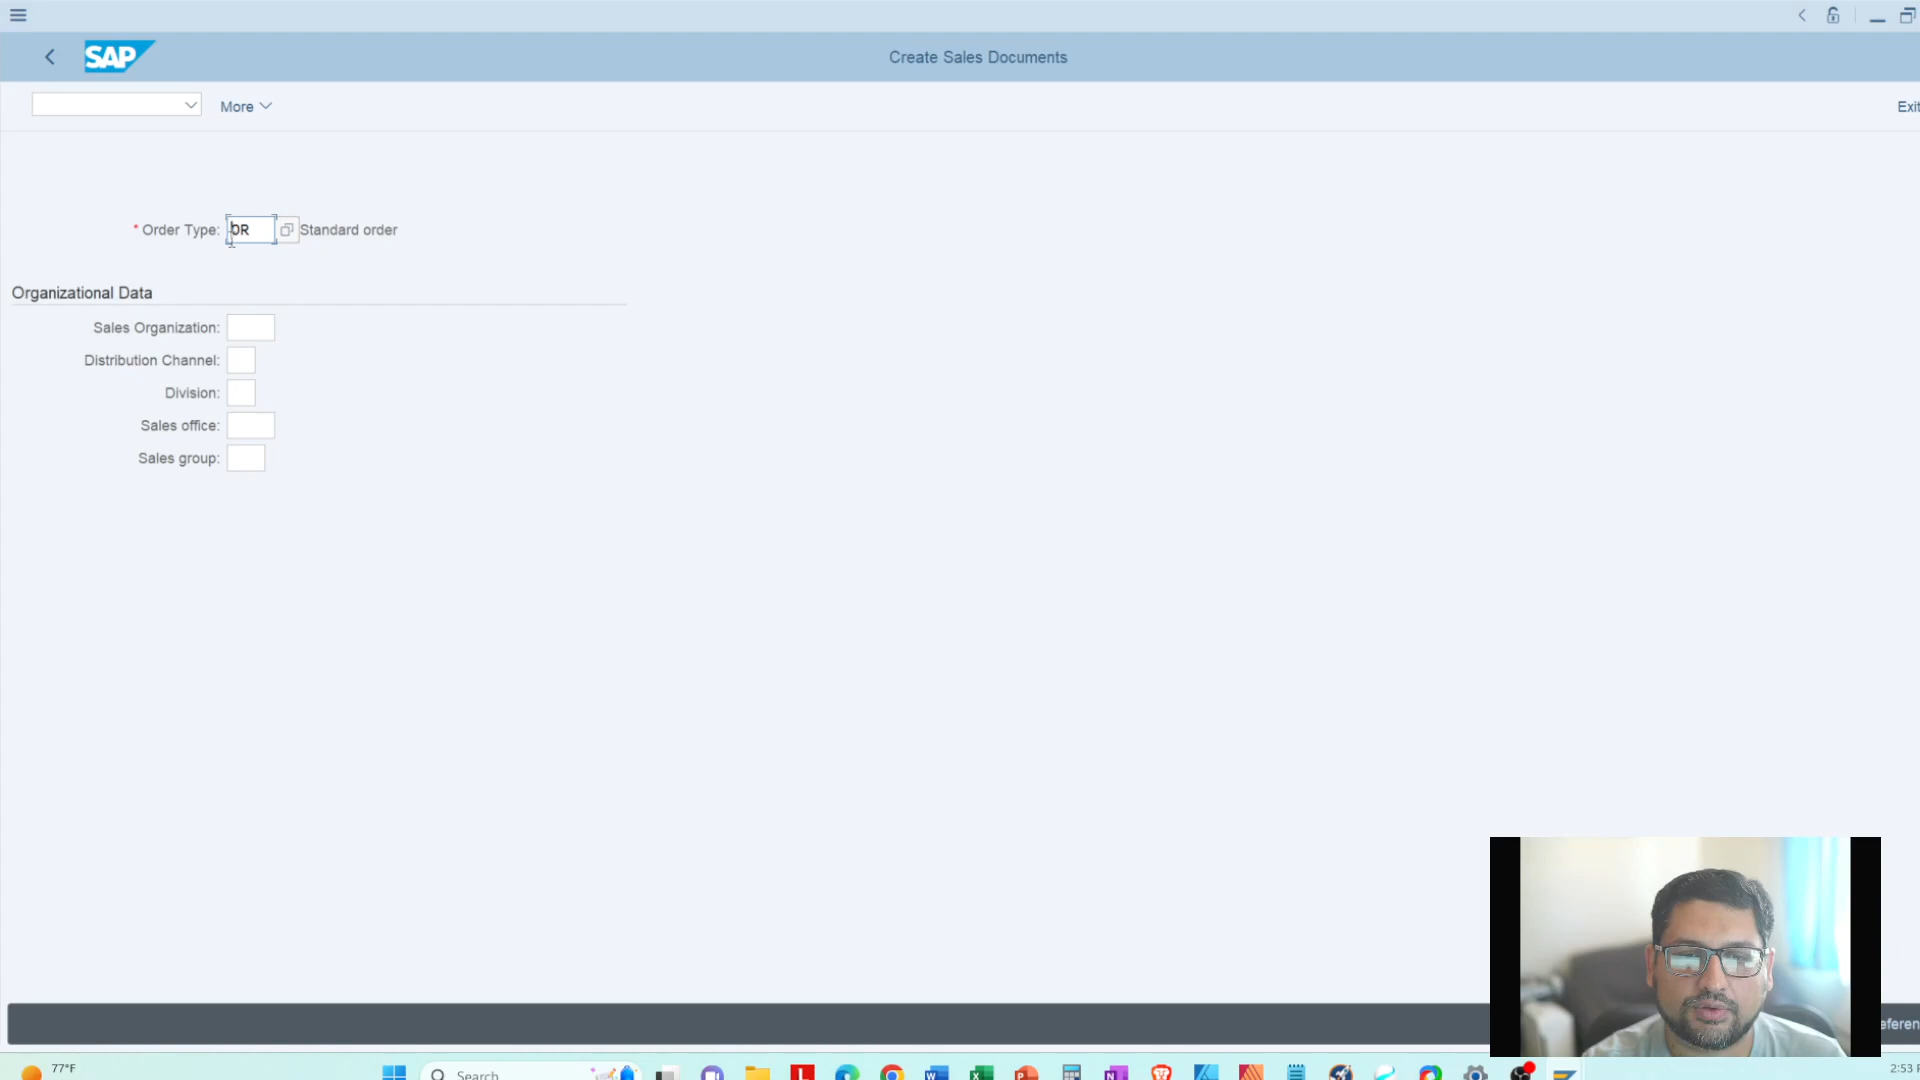 SAP
Create Sales Documents
More
Exit
* Order Type: OR Standard order
Organizational Data
Sales Organization:
Distribution Channel:
Division:
Sales office:
Sales group:
eferen
77°F
Search
2:53